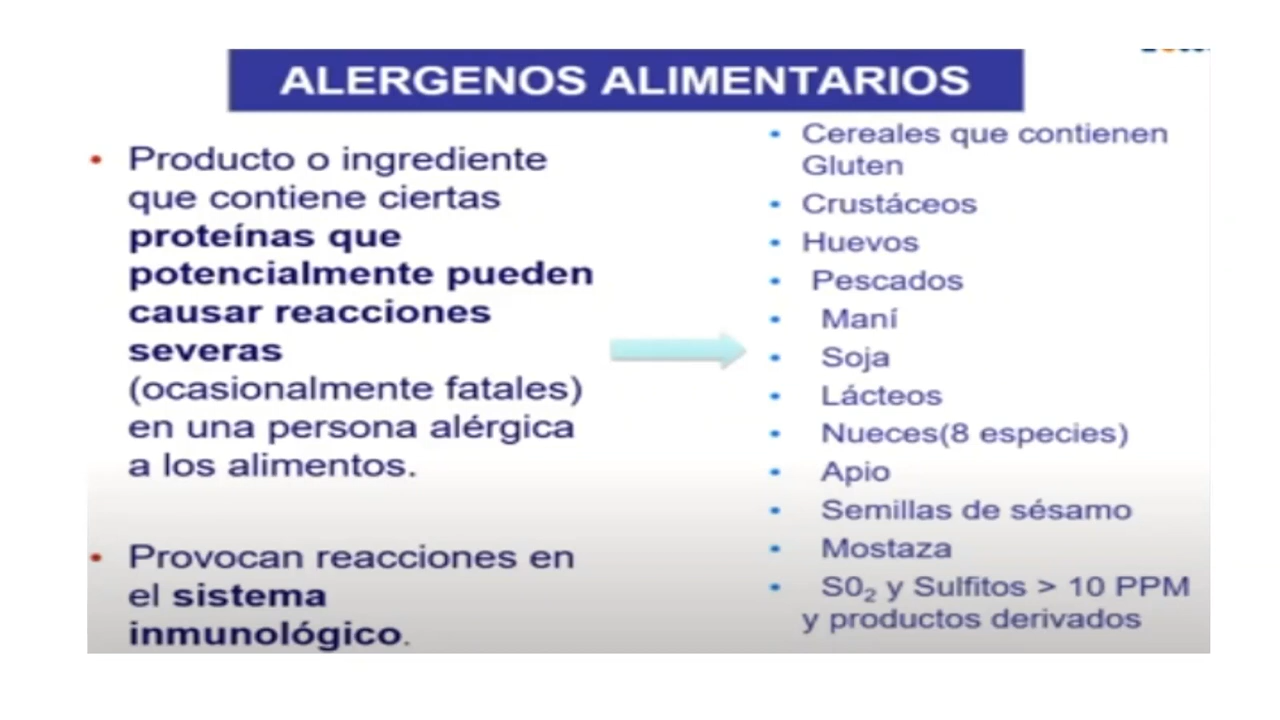 ALERGENOS ALIMENTARIOS
• Producto o ingrediente
que contiene ciertas
proteínas que
potencialmente pueden
causar reacciones
severas
(ocasionalmente fatales)
en una persona alérgica
a los alimentos.
• Provocan reacciones en
el sistema
inmunológico.
• Cereales que contienen
Gluten
• Crustáceos
• Huevos
• Pescados
• Maní
• Soja
• Lácteos
• Nueces(8 especies)
• Apio
• Semillas de sésamo
• Mostaza
• S0₂ y Sulfitos > 10 PPM
y productos derivados